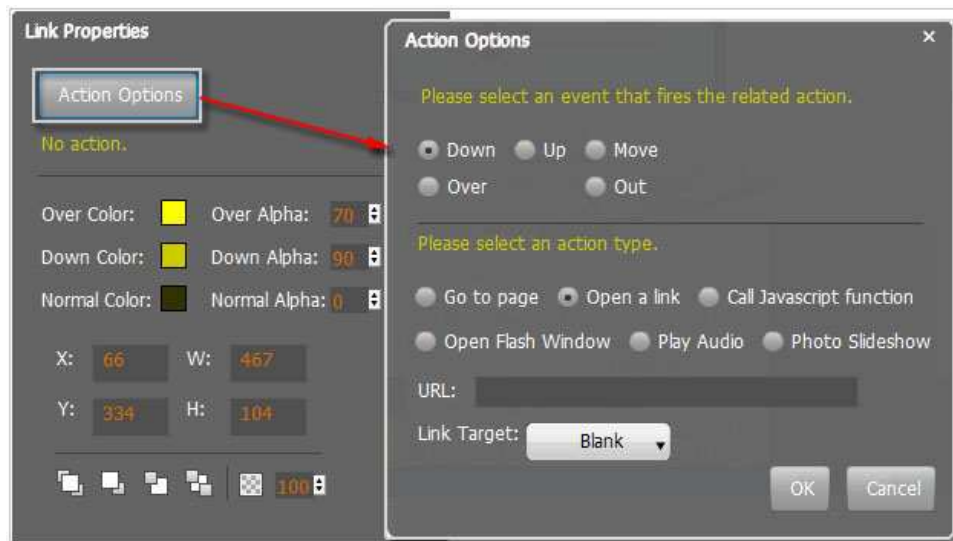 Link Properties
Action Options
No action.
Over Color: Over Alpha: 70
Down Color: Down Alpha: 90
Normal Color: Normal Alpha: 0
X: 66 W: 467
Y: 334 H: 104
100
Action Options
Please select an event that fires the related action.
Down Up Move
Over Out
Please select an action type.
Go to page Open a link Call Javascript function
Open Flash Window Play Audio Photo Slideshow
URL:
Link Target: Blank
OK Cancel